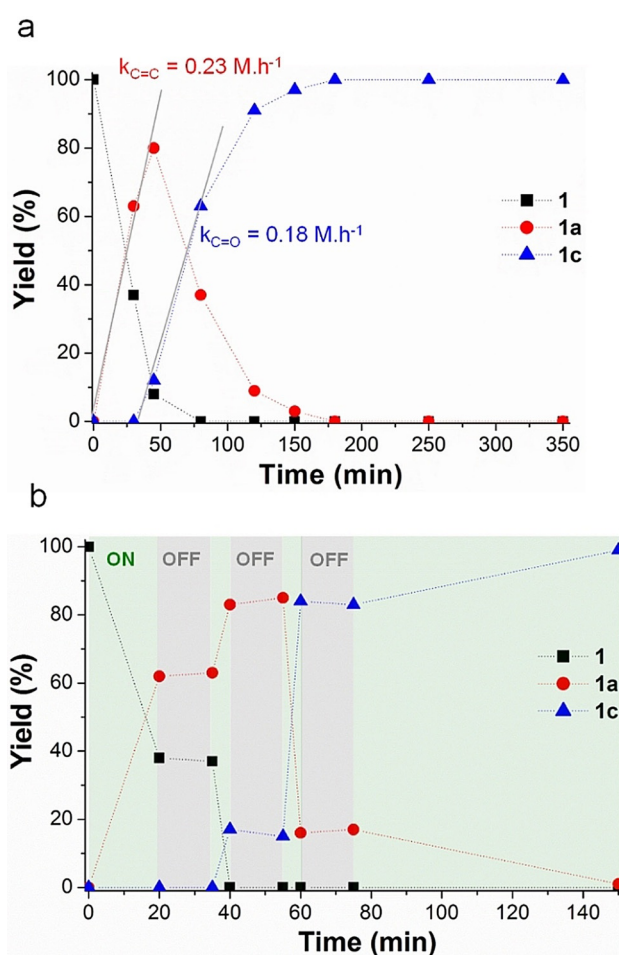 a
k_C=C = 0.23 M.h⁻¹
100
80
60
40
20
0
Yield (%)
k_C=O = 0.18 M.h⁻¹
1
1a
1c
0 50 100 150 200 250 300 350
Time (min)
b
100
80
60
40
20
0
Yield (%)
ON OFF OFF OFF
1
1a
1c
0 20 40 60 80 100 120 140
Time (min)